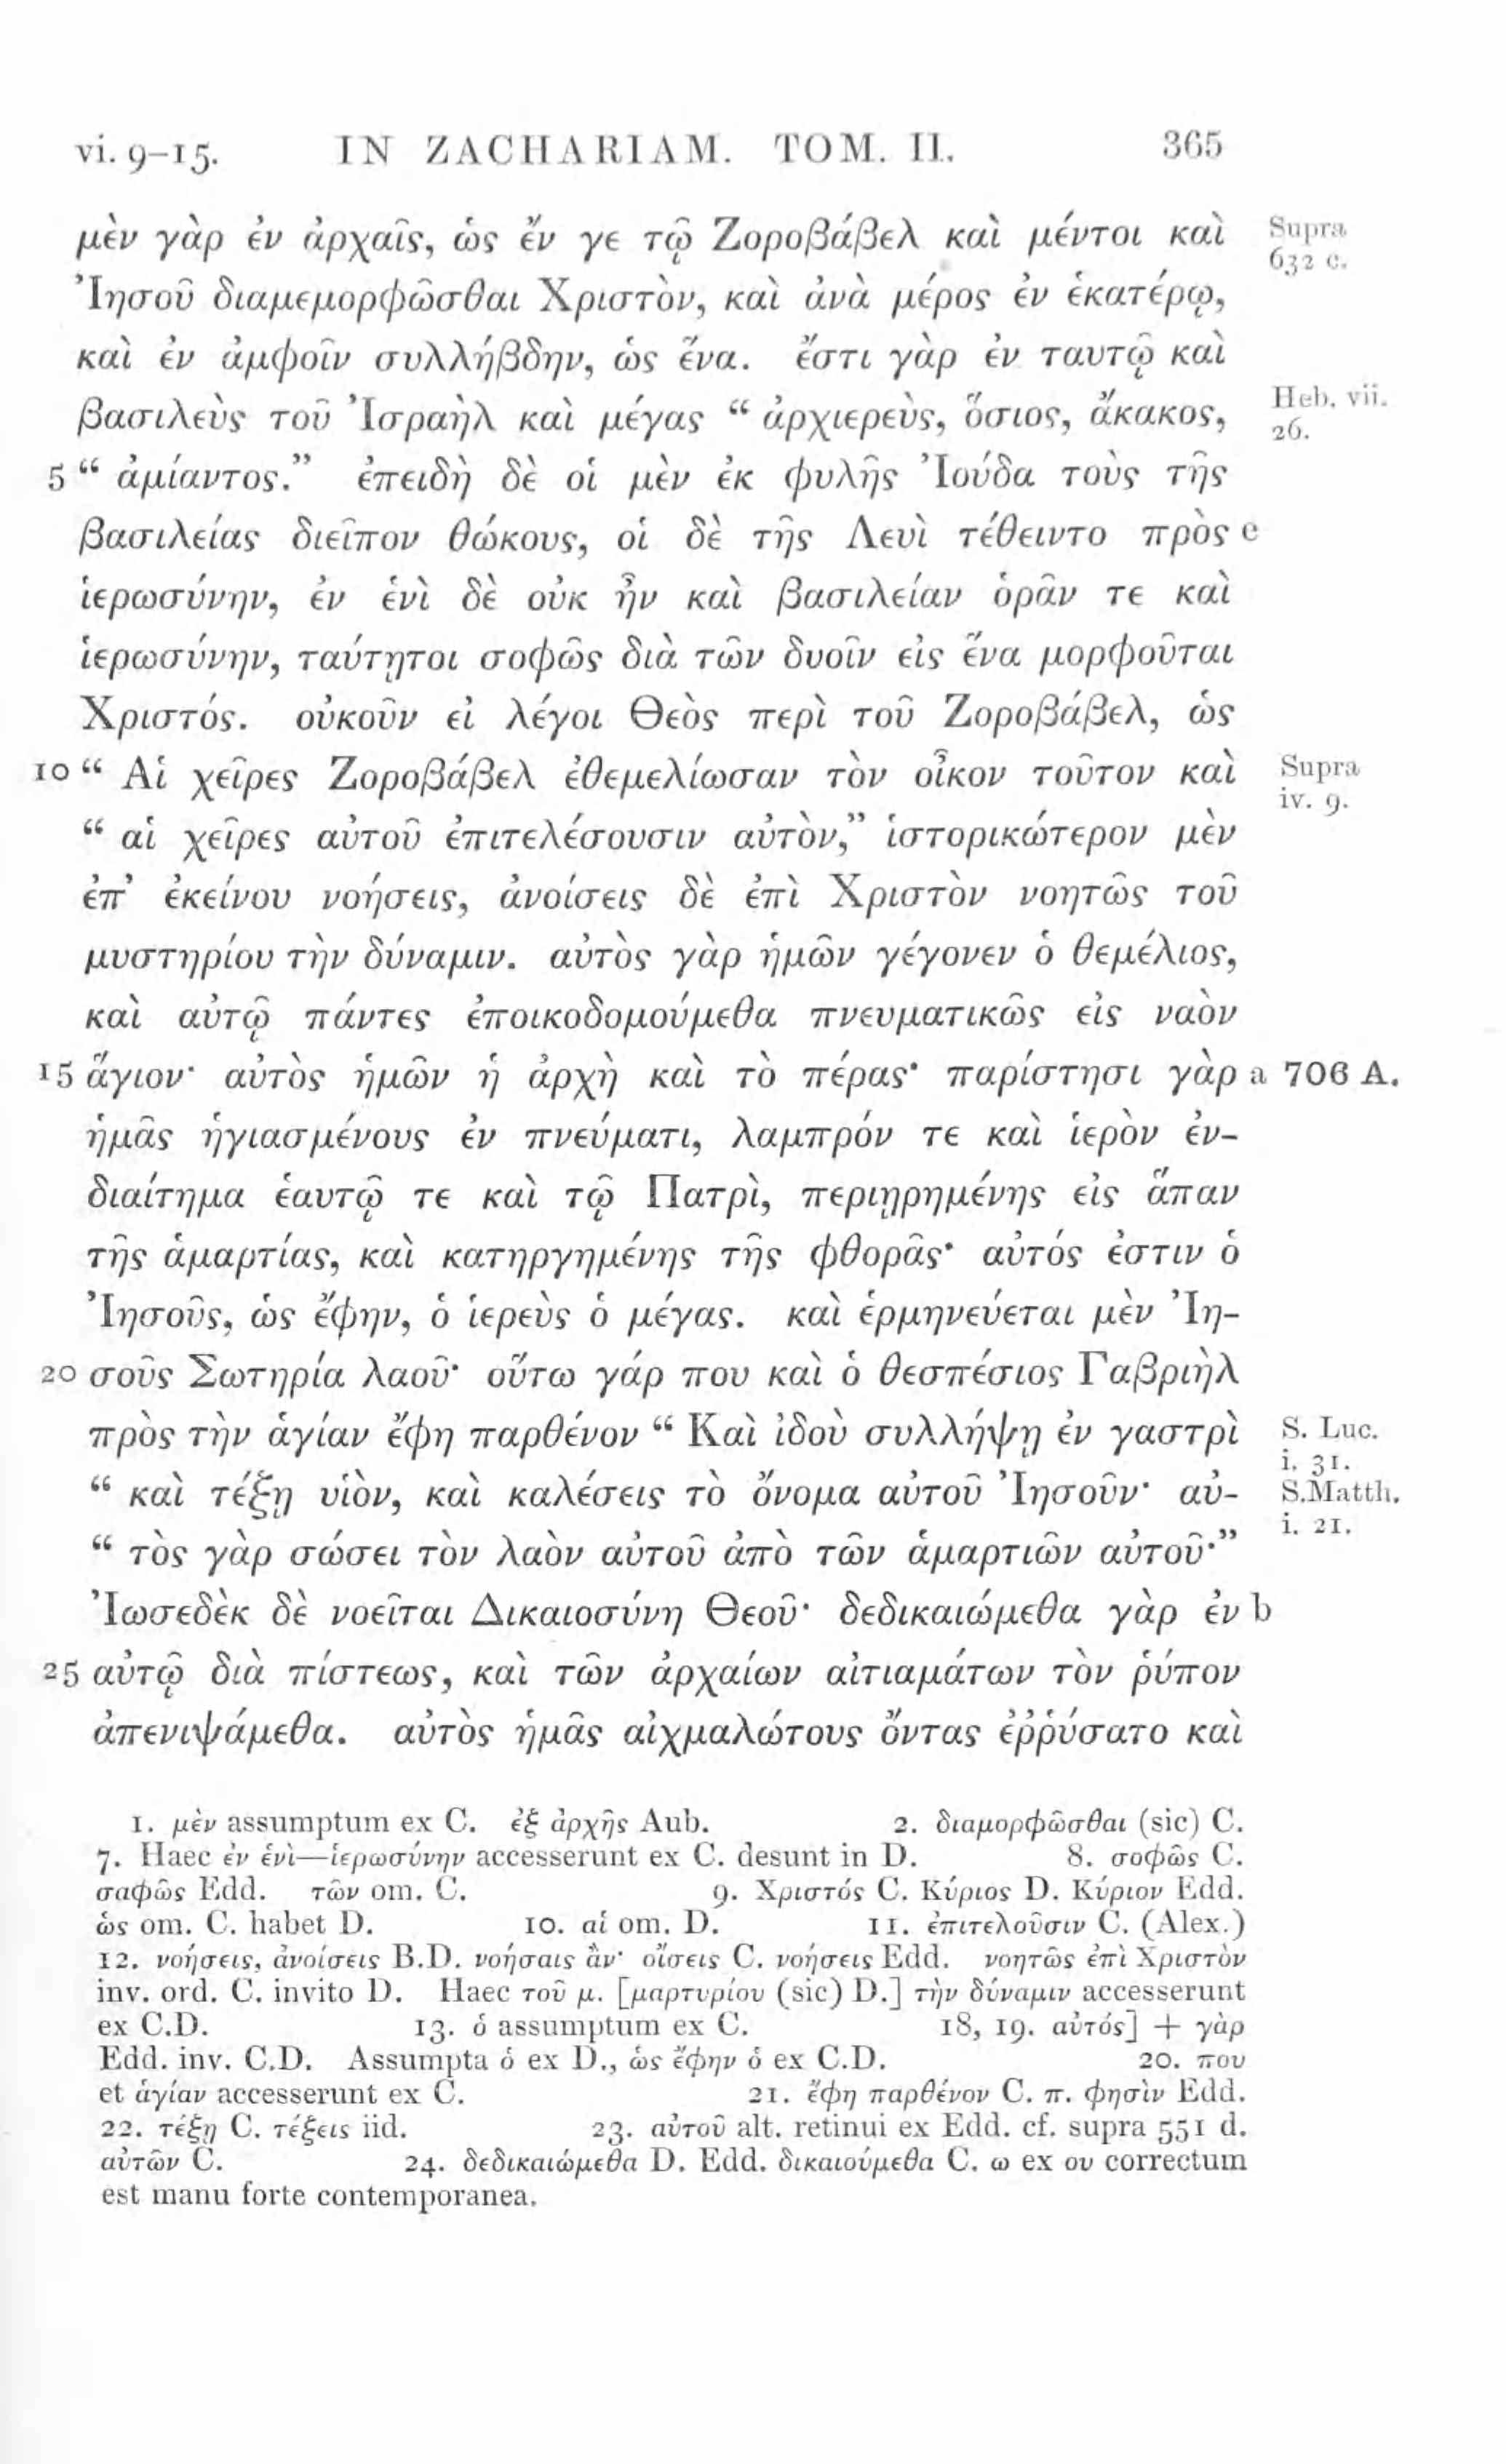 vi. 9-15. IN ZACHARIAM. TOM. II. 365
μὲν γὰρ ἐν ἀρχαῖς, ὡς ἔν γε τῷ Ζοροβάβελ καὶ μέντοι καὶ Supra 632 c.
Ἰησοῦ διαμεμορφῶσθαι Χριστὸν, καὶ ἀνὰ μέρος ἐν ἑκατέρῳ,
καὶ ἐν ἀμφοῖν συλλήβδην, ὡς ἕνα. ἔστι γὰρ ἐν ταυτῷ καὶ
βασιλεὺς τοῦ Ἰσραὴλ καὶ μέγας “ ἀρχιερεὺς, ὅσιος, ἄκακος, Heb. vii. 26.
5 “ ἀμίαντος.” ἐπειδὴ δὲ οἱ μὲν ἐκ φυλῆς Ἰούδα τοὺς τῆς
βασιλείας διεῖπον θώκους, οἱ δὲ τῆς Λευὶ τέθειντο πρὸς c
ἱερωσύνην, ἐν ἑνὶ δὲ οὐκ ἦν καὶ βασιλείαν ὁρᾶν τε καὶ
ἱερωσύνην, ταύτῃτοι σοφῶς διὰ τῶν δυοῖν εἰς ἕνα μορφοῦται
Χριστός. οὐκοῦν εἰ λέγοι Θεὸς περὶ τοῦ Ζοροβάβελ, ὡς
10 “ Αἱ χεῖρες Ζοροβάβελ ἐθεμελίωσαν τὸν οἶκον τοῦτον καὶ Supra iv. 9.
“ αἱ χεῖρες αὐτοῦ ἐπιτελέσουσιν αὐτὸν,” ἱστορικώτερον μὲν
ἐπ’ ἐκείνου νοήσεις, ἀνοίσεις δὲ ἐπὶ Χριστὸν νοητῶς τοῦ
μυστηρίου τὴν δύναμιν. αὐτὸς γὰρ ἡμῶν γέγονεν ὁ θεμέλιος,
καὶ αὐτῷ πάντες ἐποικοδομούμεθα πνευματικῶς εἰς ναὸν
15 ἅγιον· αὐτὸς ἡμῶν ἡ ἀρχὴ καὶ τὸ πέρας· παρίστησι γὰρ a 706 A.
ἡμᾶς ἡγιασμένους ἐν πνεύματι, λαμπρόν τε καὶ ἱερὸν ἐν-
διαίτημα ἑαυτῷ τε καὶ τῷ Πατρὶ, περιῃρημένης εἰς ἅπαν
τῆς ἁμαρτίας, καὶ κατηργημένης τῆς φθορᾶς· αὐτός ἐστιν ὁ
Ἰησοῦς, ὡς ἔφην, ὁ ἱερεὺς ὁ μέγας. καὶ ἑρμηνεύεται μὲν Ἰη-
20 σοῦς Σωτηρία λαοῦ· οὕτω γάρ που καὶ ὁ θεσπέσιος Γαβριὴλ
πρὸς τὴν ἁγίαν ἔφη παρθένον “ Καὶ ἰδοὺ συλλήψῃ ἐν γαστρὶ S. Luc. i. 31.
“ καὶ τέξῃ υἱὸν, καὶ καλέσεις τὸ ὄνομα αὐτοῦ Ἰησοῦν· αὐ- S.Matth. i. 21.
“ τὸς γὰρ σώσει τὸν λαὸν αὐτοῦ ἀπὸ τῶν ἁμαρτιῶν αὐτοῦ·”
Ἰωσεδὲκ δὲ νοεῖται Δικαιοσύνη Θεοῦ· δεδικαιώμεθα γὰρ ἐν b
25 αὐτῷ διὰ πίστεως, καὶ τῶν ἀρχαίων αἰτιαμάτων τὸν ῥύπον
ἀπενιψάμεθα. αὐτὸς ἡμᾶς αἰχμαλώτους ὄντας ἐῤῥύσατο καὶ
1. μὲν assumptum ex C. ἐξ ἀρχῆς Aub. 2. διαμορφῶσθαι (sic) C.
7. Haec ἐν ἑνὶ—ἱερωσύνην accesserunt ex C. desunt in D. 8. σοφῶς C.
σαφῶς Edd. τῶν om. C. 9. Χριστός C. Κύριος D. Κύριον Edd.
ὡς om. C. habet D. 10. αἱ om. D. 11. ἐπιτελοῦσιν C. (Alex.)
12. νοήσεις, ἀνοίσεις B.D. νοήσαις ἂν· οἴσεις C. νοήσεις Edd. νοητῶς ἐπὶ Χριστὸν
inv. ord. C. invito D. Haec τοῦ μ. [μαρτυρίου (sic) D.] τὴν δύναμιν accesserunt
ex C.D. 13. ὁ assumptum ex C. 18, 19. αὐτός] + γὰρ
Edd. inv. C.D. Assumpta ὁ ex D., ὡς ἔφην ὁ ex C.D. 20. που
et ἁγίαν accesserunt ex C. 21. ἔφη παρθένον C. π. φησὶν Edd.
22. τέξῃ C. τέξεις iid. 23. αὐτοῦ alt. retinui ex Edd. cf. supra 551 d.
αὐτῶν C. 24. δεδικαιώμεθα D. Edd. δικαιούμεθα C. ω ex ου correctum
est manu forte contemporanea.